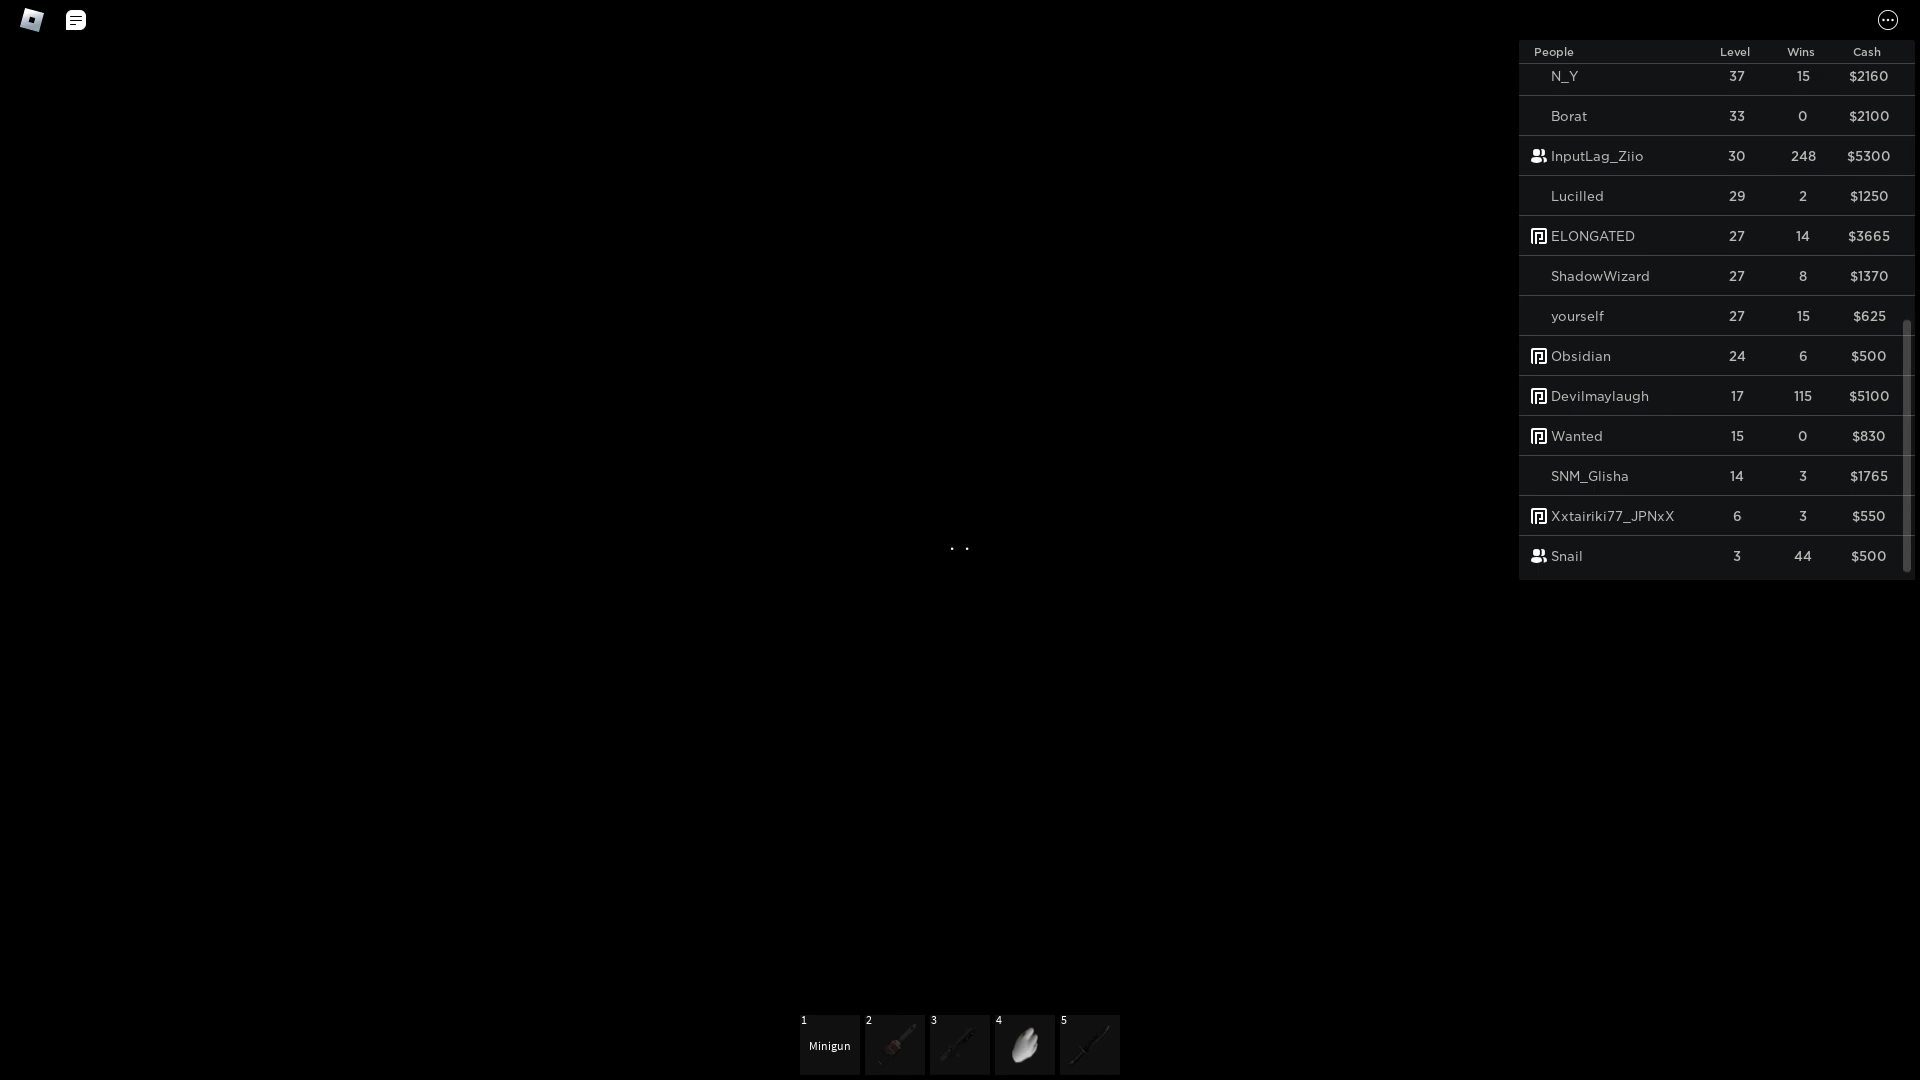 People Level Wins Cash
N_Y 37 15 $2160
Borat 33 0 $2100
InputLag_Ziio 30 248 $5300
Lucilled 29 2 $1250
ELONGATED 27 14 $3665
ShadowWizard 27 8 $1370
yourself 27 15 $625
Obsidian 24 6 $500
Devilmaylaugh 17 115 $5100
Wanted 15 0 $830
SNM_Glisha 14 3 $1765
Xxtairiki77_JPNxX 6 3 $550
Snail 3 44 $500
. .
1 2 3 4 5
Minigun